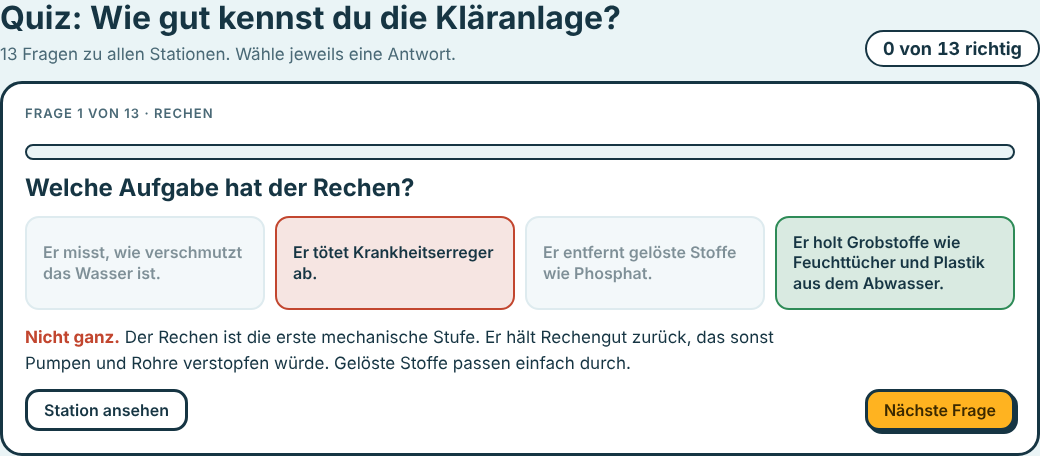 Quiz: Wie gut kennst du die Kläranlage?
13 Fragen zu allen Stationen. Wähle jeweils eine Antwort.
0 von 13 richtig
FRAGE 1 VON 13 · RECHEN
Welche Aufgabe hat der Rechen?
Er misst, wie verschmutzt
das Wasser ist.
Er tötet Krankheitserreger
ab.
Er entfernt gelöste Stoffe
wie Phosphat.
Er holt Grobstoffe wie
Feuchttücher und Plastik
aus dem Abwasser.
Nicht ganz. Der Rechen ist die erste mechanische Stufe. Er hält Rechengut zurück, das sonst
Pumpen und Rohre verstopfen würde. Gelöste Stoffe passen einfach durch.
Station ansehen
Nächste Frage